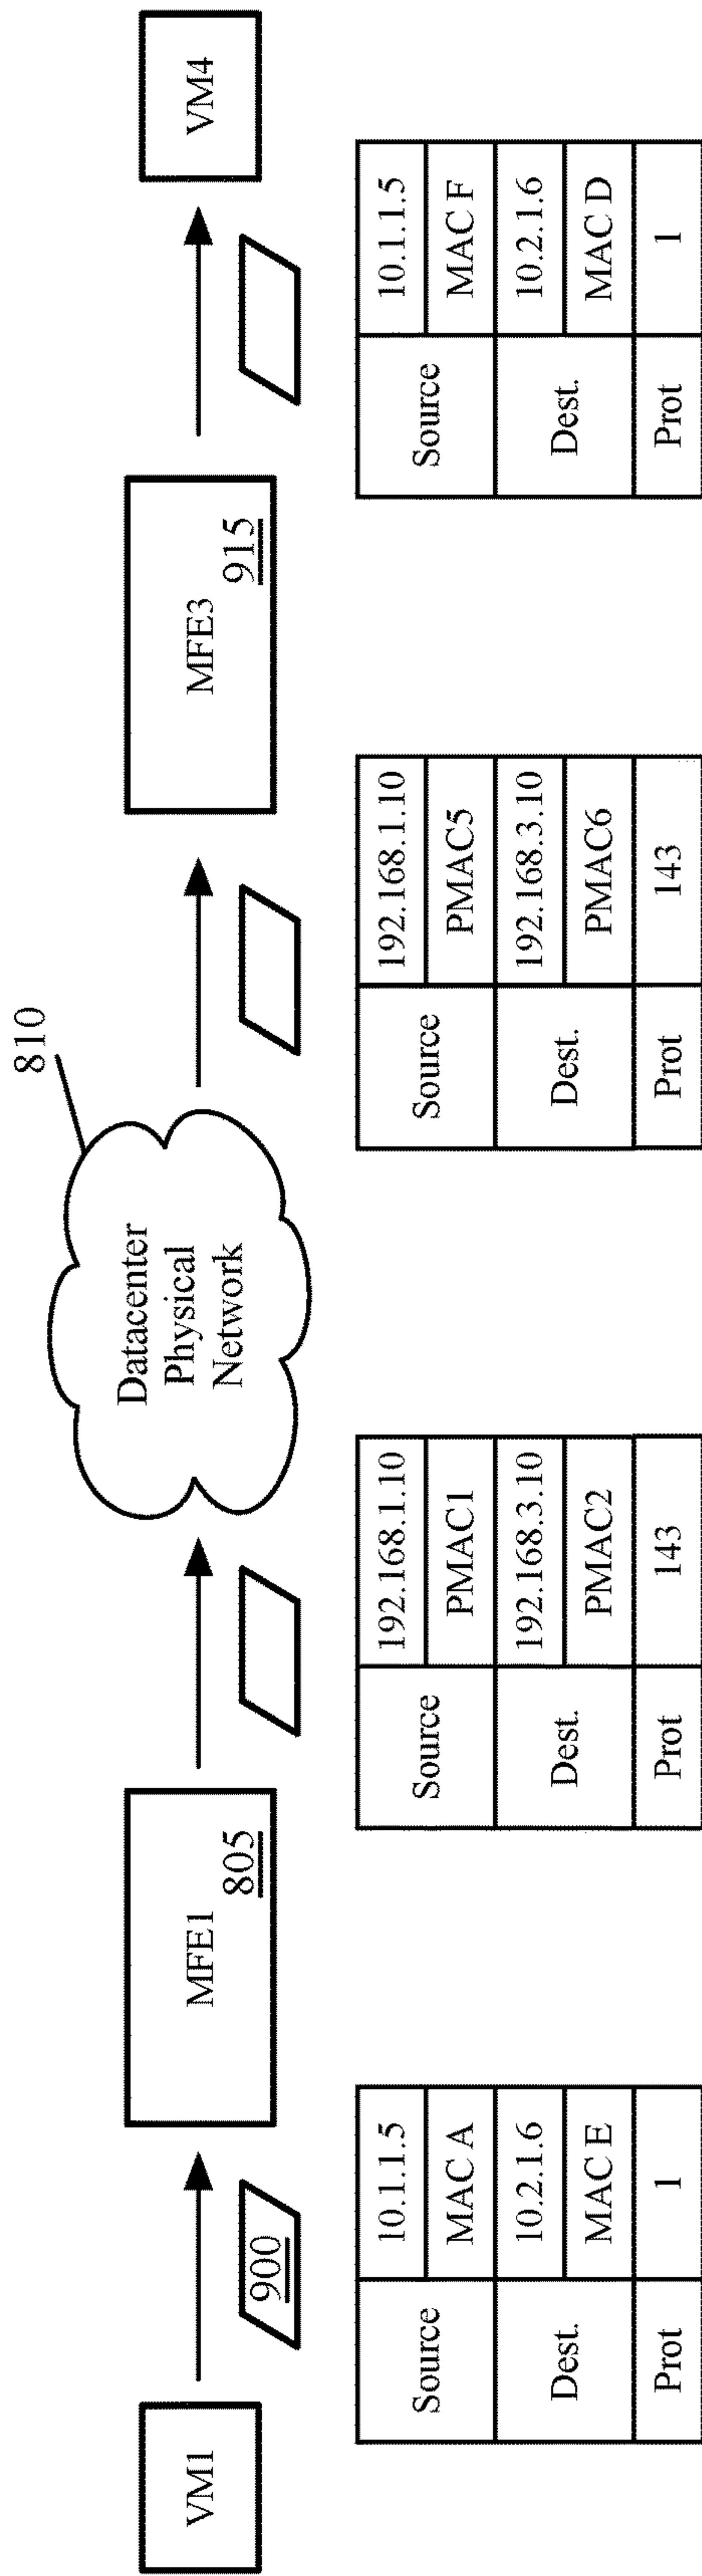 810
VM1
900
MFE1
805
Datacenter
Physical
Network
MFE3
915
VM4
Source 10.1.1.5
MAC A
Dest. 10.2.1.6
MAC E
Prot 1
Source 192.168.1.10
PMAC1
Dest. 192.168.3.10
PMAC2
Prot 143
Source 192.168.1.10
PMAC5
Dest. 192.168.3.10
PMAC6
Prot 143
Source 10.1.1.5
MAC F
Dest. 10.2.1.6
MAC D
Prot 1